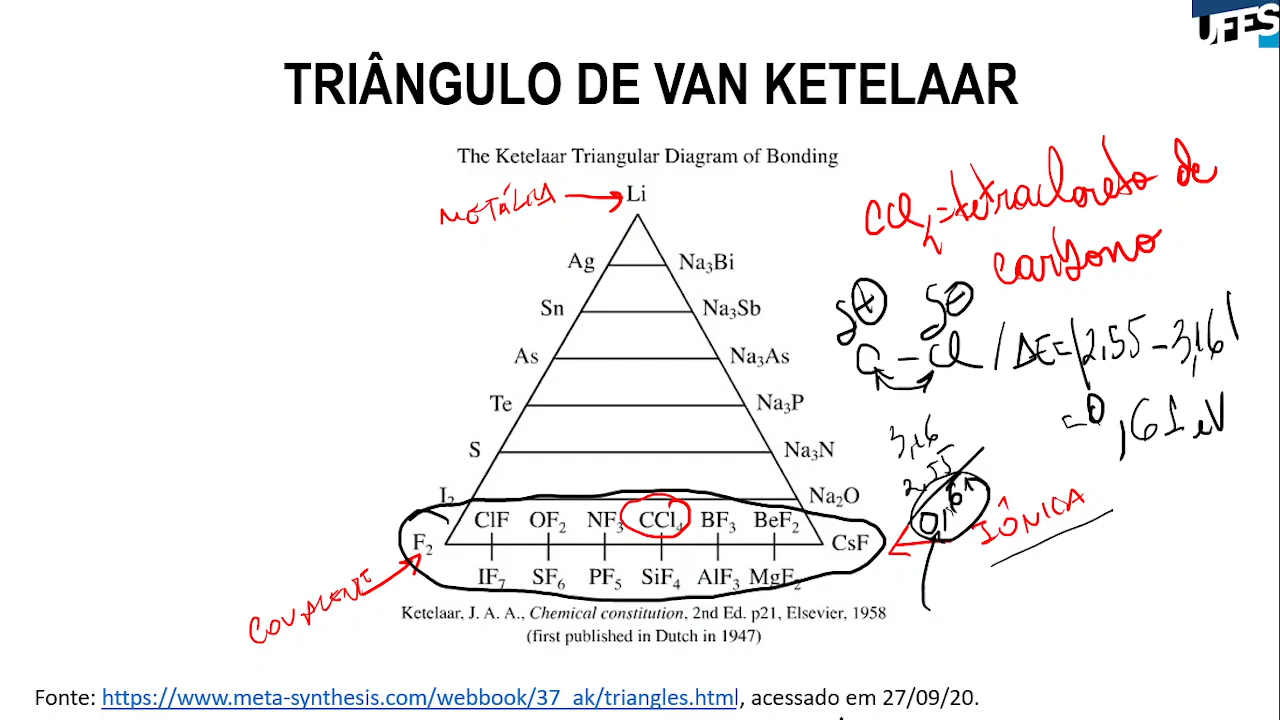 UFES
TRIÂNGULO DE VAN KETELAAR
The Ketelaar Triangular Diagram of Bonding
METÁLICA
Li
Ag
Na₃Bi
Sn
Na₃Sb
As
Na₃As
Te
Na₃P
S
Na₃N
I₂
Na₂O
ClF OF₂ NF₃ CCl₄ BF₃ BeF₂
F₂
CsF
IF₇ SF₆ PF₅ SiF₄ AlF₃ MgF₂
COVALENTE
CCl₄ = tetracloreto de
carbono
δ+ δ-
C - Cl / ΔE = |2,55 - 3,16|
= 0,61 eV
3,16
2,55
0,61
IÔNICA
Ketelaar, J. A. A., Chemical constitution, 2nd Ed. p21, Elsevier, 1958
(first published in Dutch in 1947)
Fonte: https://www.meta-synthesis.com/webbook/37_ak/triangles.html, acessado em 27/09/20.